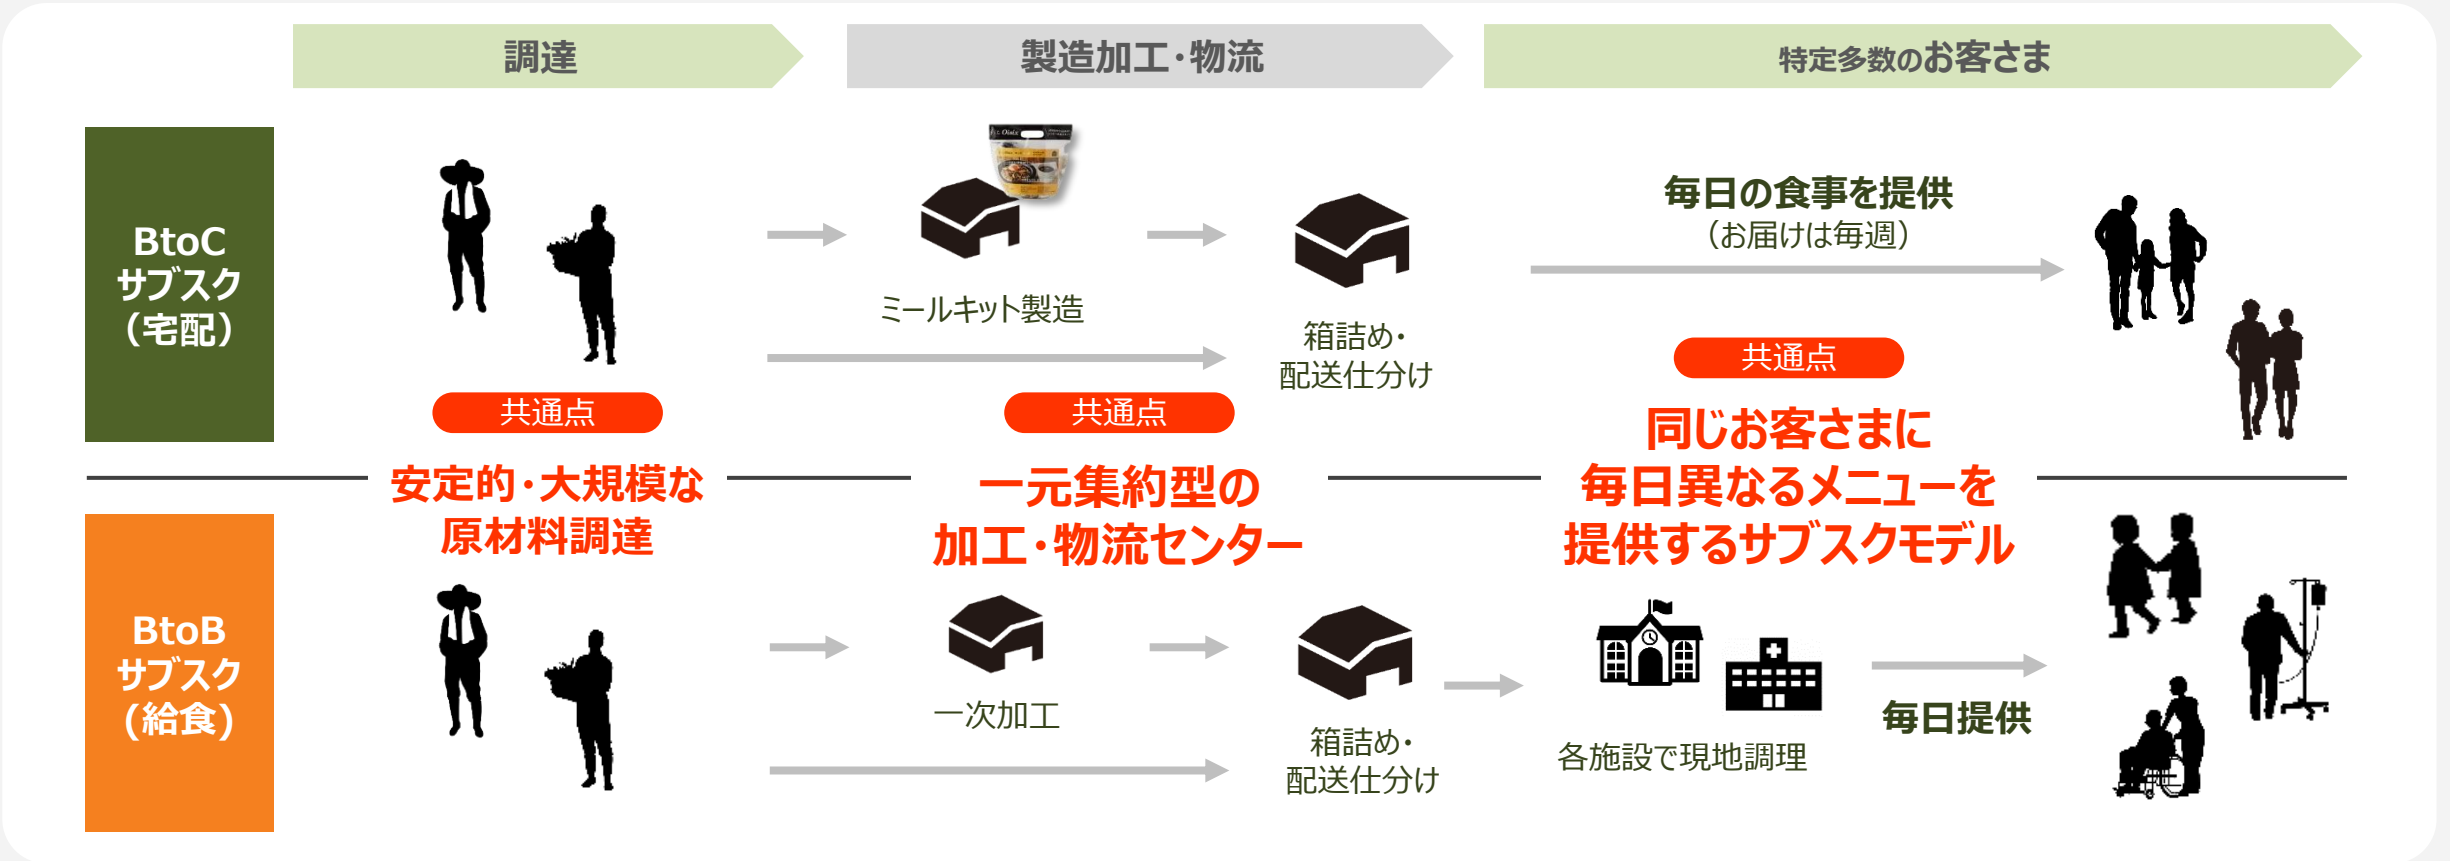 調達
製造加工・物流
特定多数のお客さま
BtoC
サブスク
（宅配）
Oisix
ミールキット製造
箱詰め・
配送仕分け
毎日の食事を提供
（お届けは毎週）
共通点
安定的・大規模な
原材料調達
共通点
一元集約型の
加工・物流センター
共通点
同じお客さまに
毎日異なるメニューを
提供するサブスクモデル
BtoB
サブスク
(給食)
一次加工
箱詰め・
配送仕分け
各施設で現地調理
毎日提供